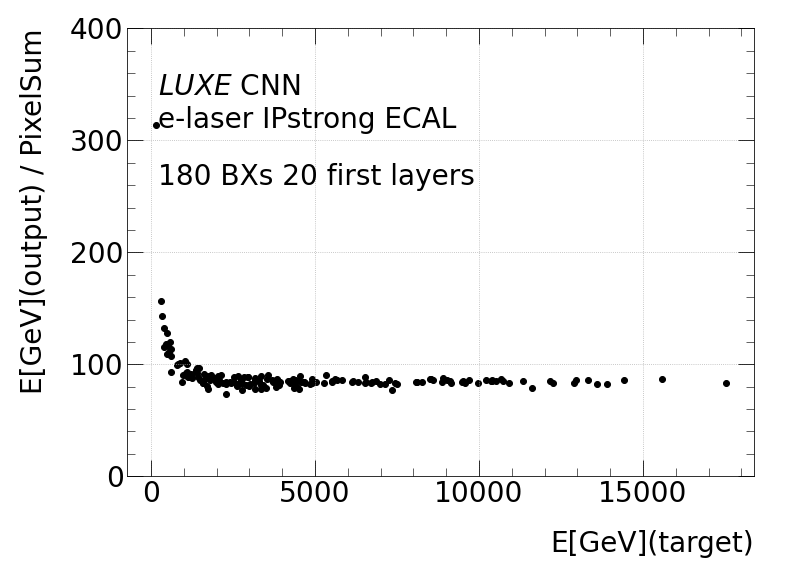 400
300
200
100
0
E[GeV](output) / PixelSum
LUXE CNN
e-laser IPstrong ECAL
180 BXs 20 first layers
0 5000 10000 15000
E[GeV](target)